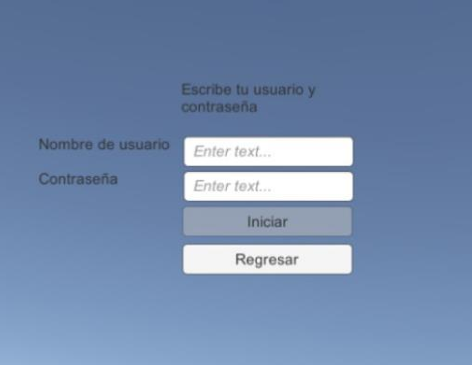 Escribe tu usuario y
contraseña
Nombre de usuario
Enter text...
Contraseña
Enter text...
Iniciar
Regresar